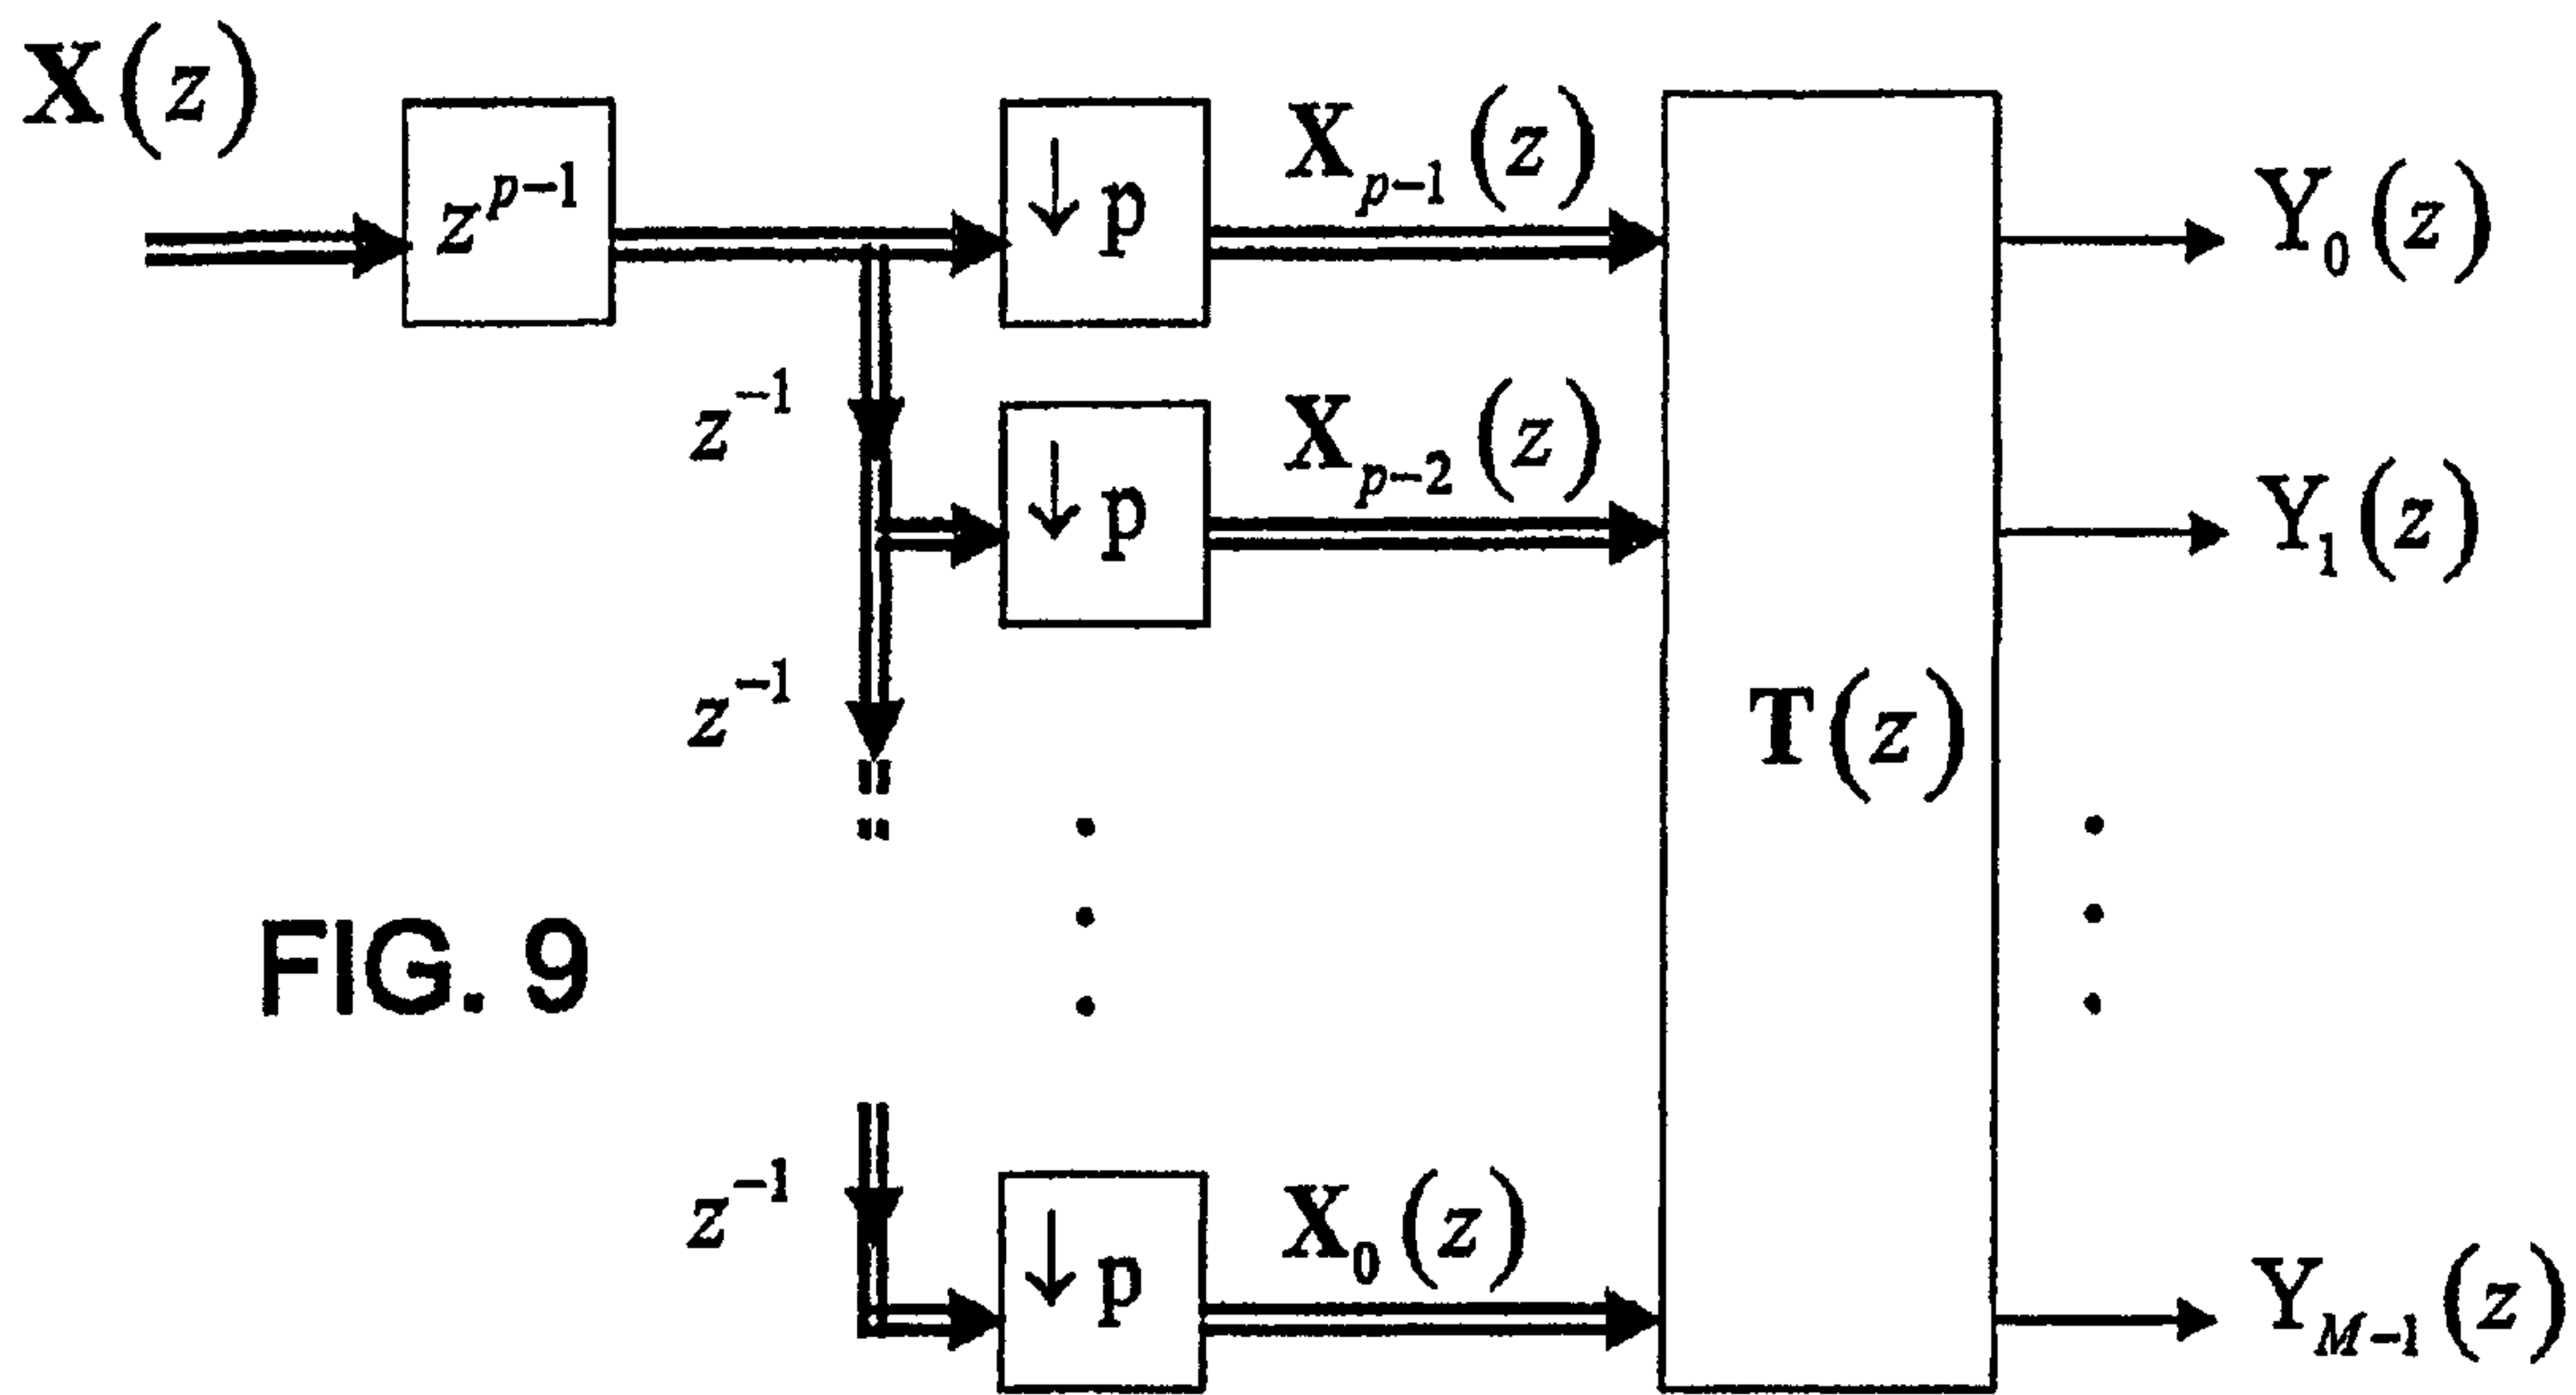 X(z)
z^{p-1}
↓ p
X_{p-1}(z)
Y_0(z)
z^{-1}
↓ p
X_{p-2}(z)
Y_1(z)
z^{-1}
T(z)
FIG. 9
z^{-1}
↓ p
X_0(z)
Y_{M-1}(z)